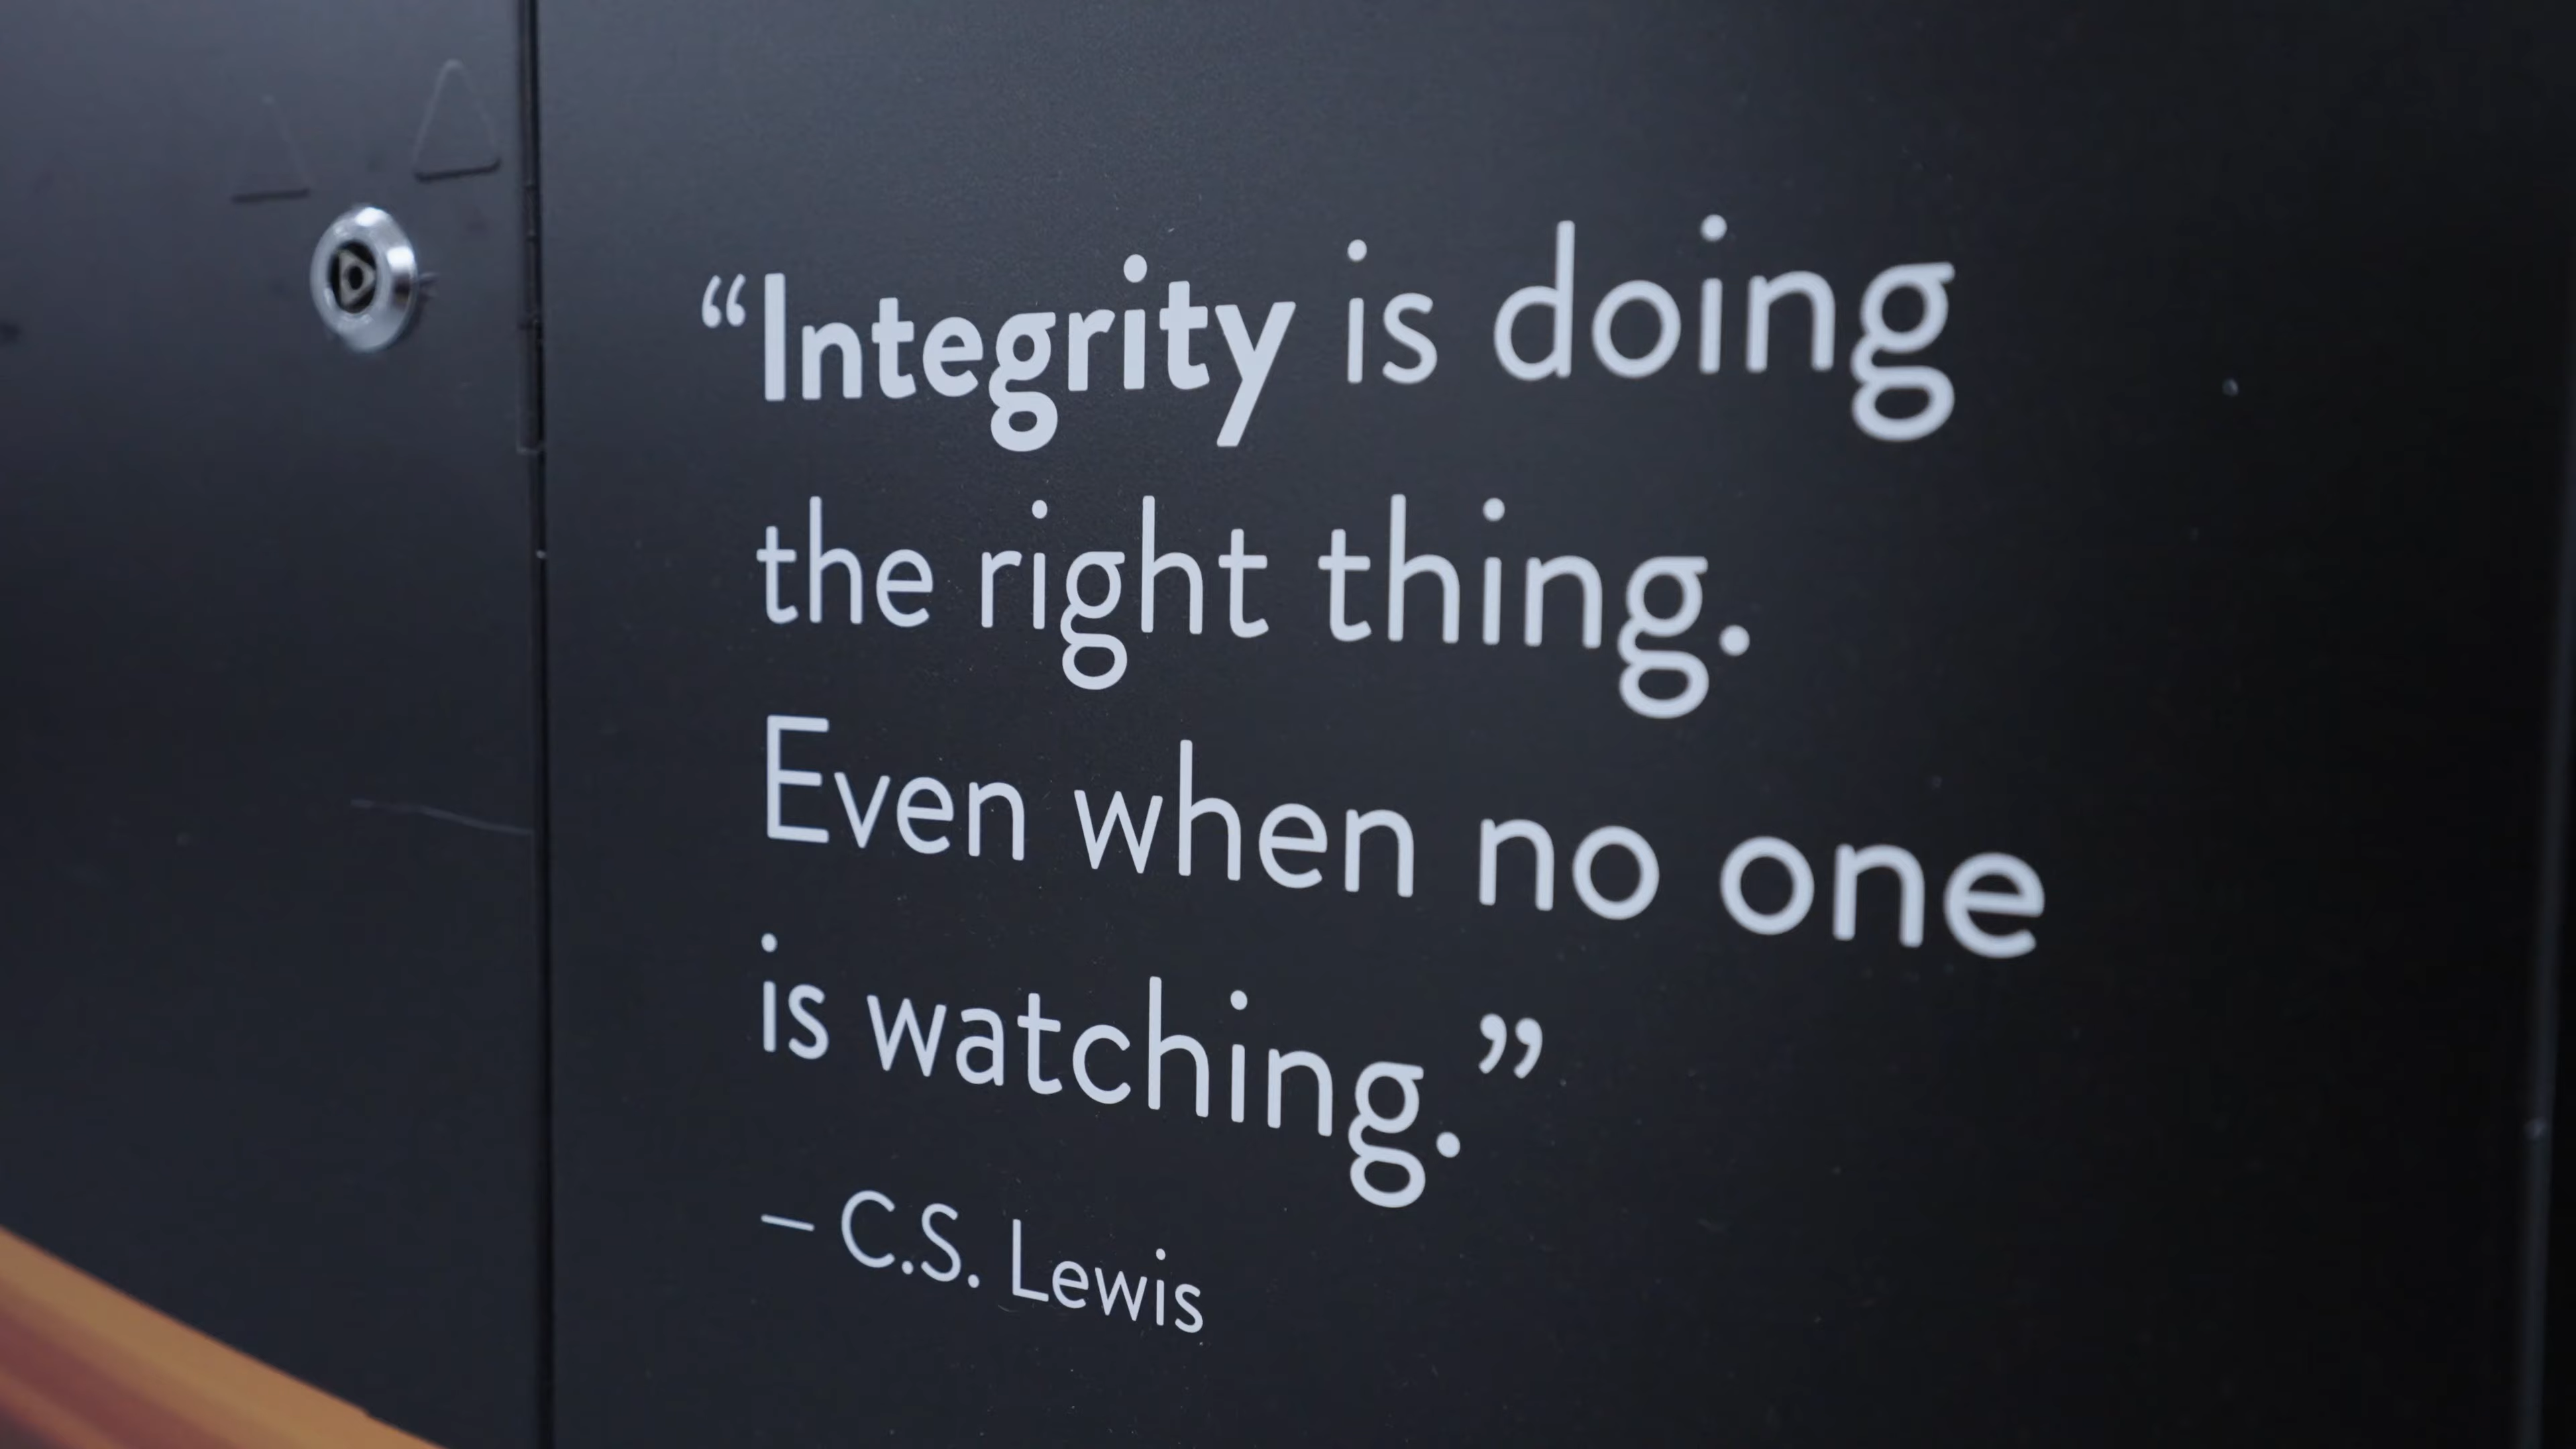 “Integrity is doing
the right thing.
Even when no one
is watching.”
– C.S. Lewis